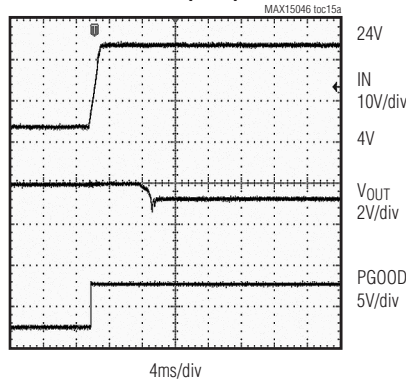 MAX15046 toc15a
24V
IN
10V/div
4V
VOUT
2V/div
PGOOD
5V/div
4ms/div